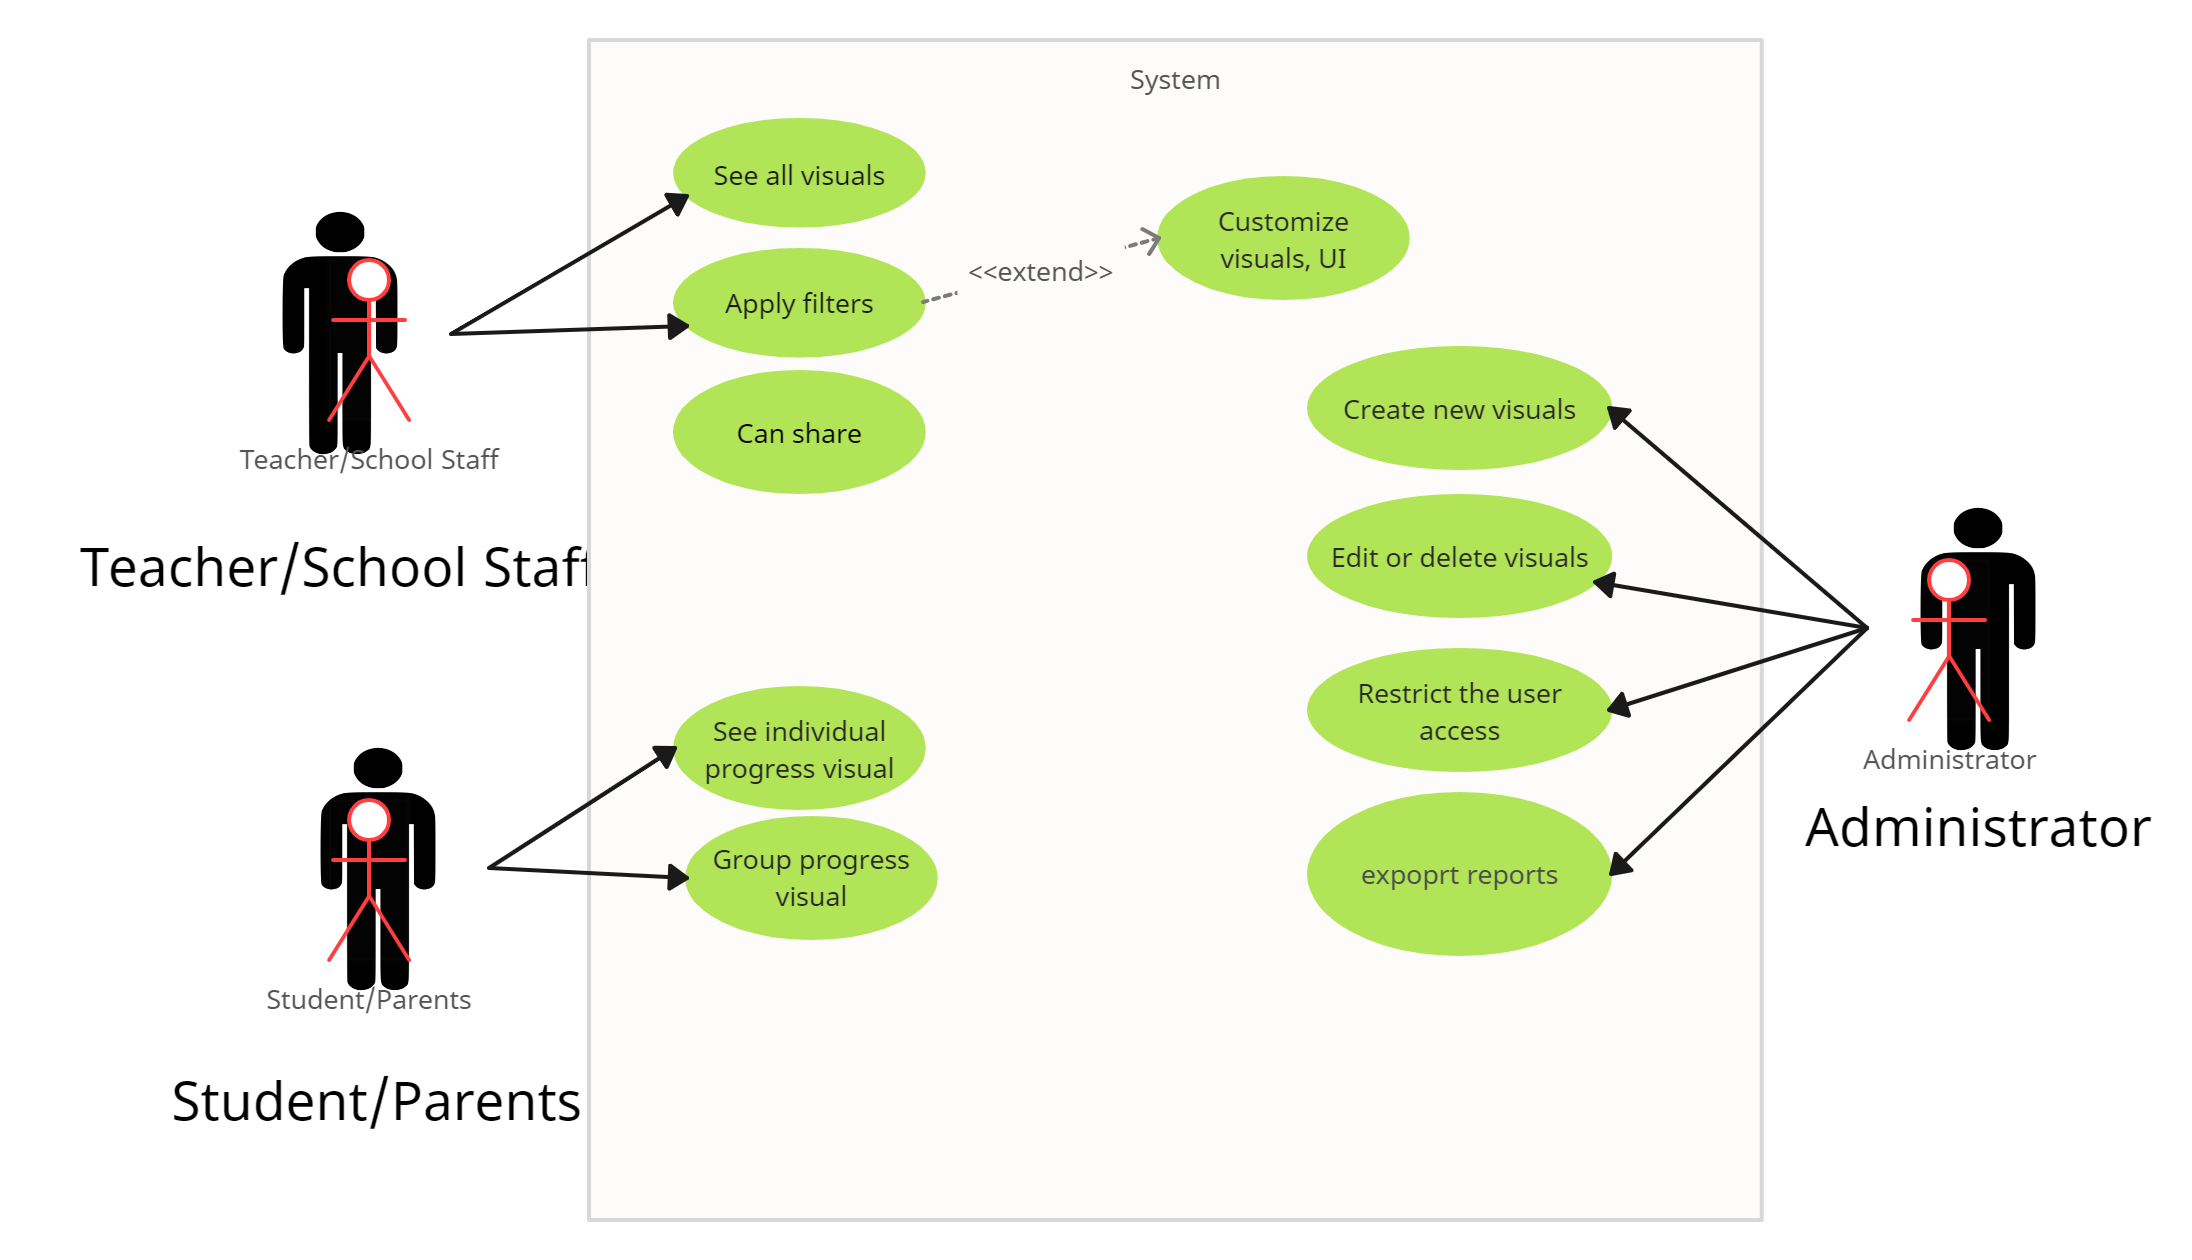 System
See all visuals
Customize
visuals, UI
<<extend>>
Apply filters
Create new visuals
Can share
Teacher/School Staff
Teacher/School Staff
Edit or delete visuals
Restrict the user
access
See individual
progress visual
Administrator
Administrator
Group progress
visual
expoprt reports
Student/Parents
Student/Parents